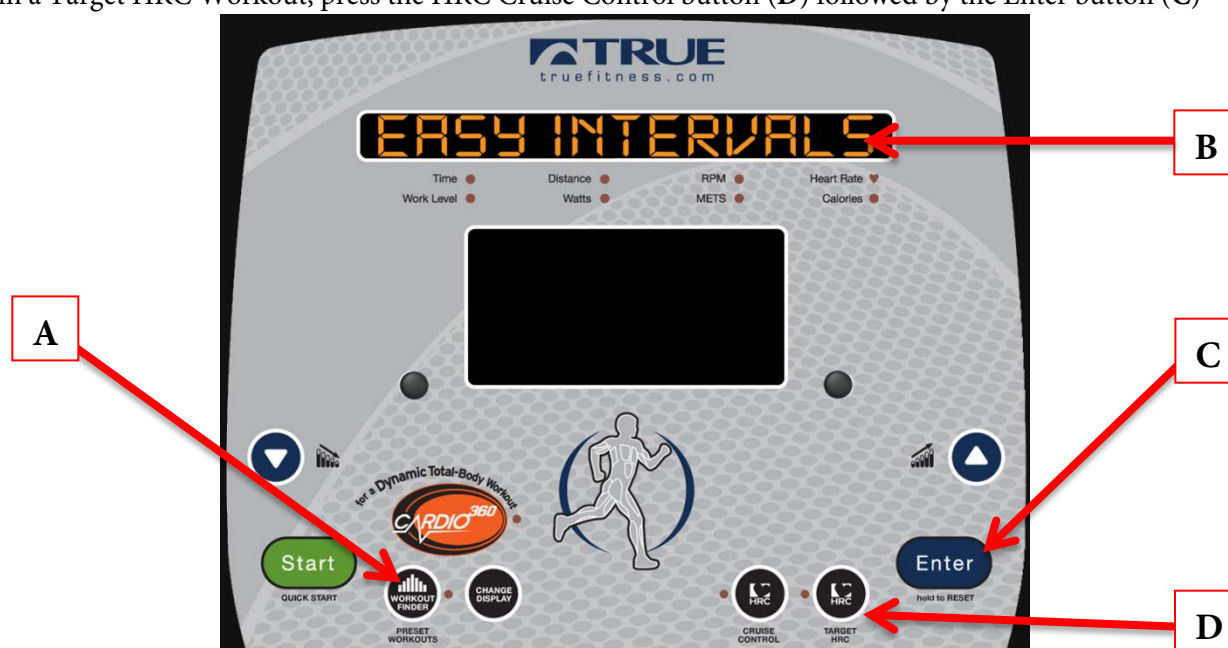 in a Target HRC Workout, press the HRC Cruise Control button (D) followed by the Enter button (C)
TRUE
truefitness.com
EASY INTERVALS
B
Time Distance RPM Heart Rate
Work Level Watts METS Calories
A
C
for a Dynamic Total-Body Workout
CARDIO 360
Start
Enter
QUICK START
WORKOUT FINDER
CHANGE DISPLAY
HRC
HRC
hold to RESET
PRESET WORKOUTS
CRUISE CONTROL
TARGET HRC
D